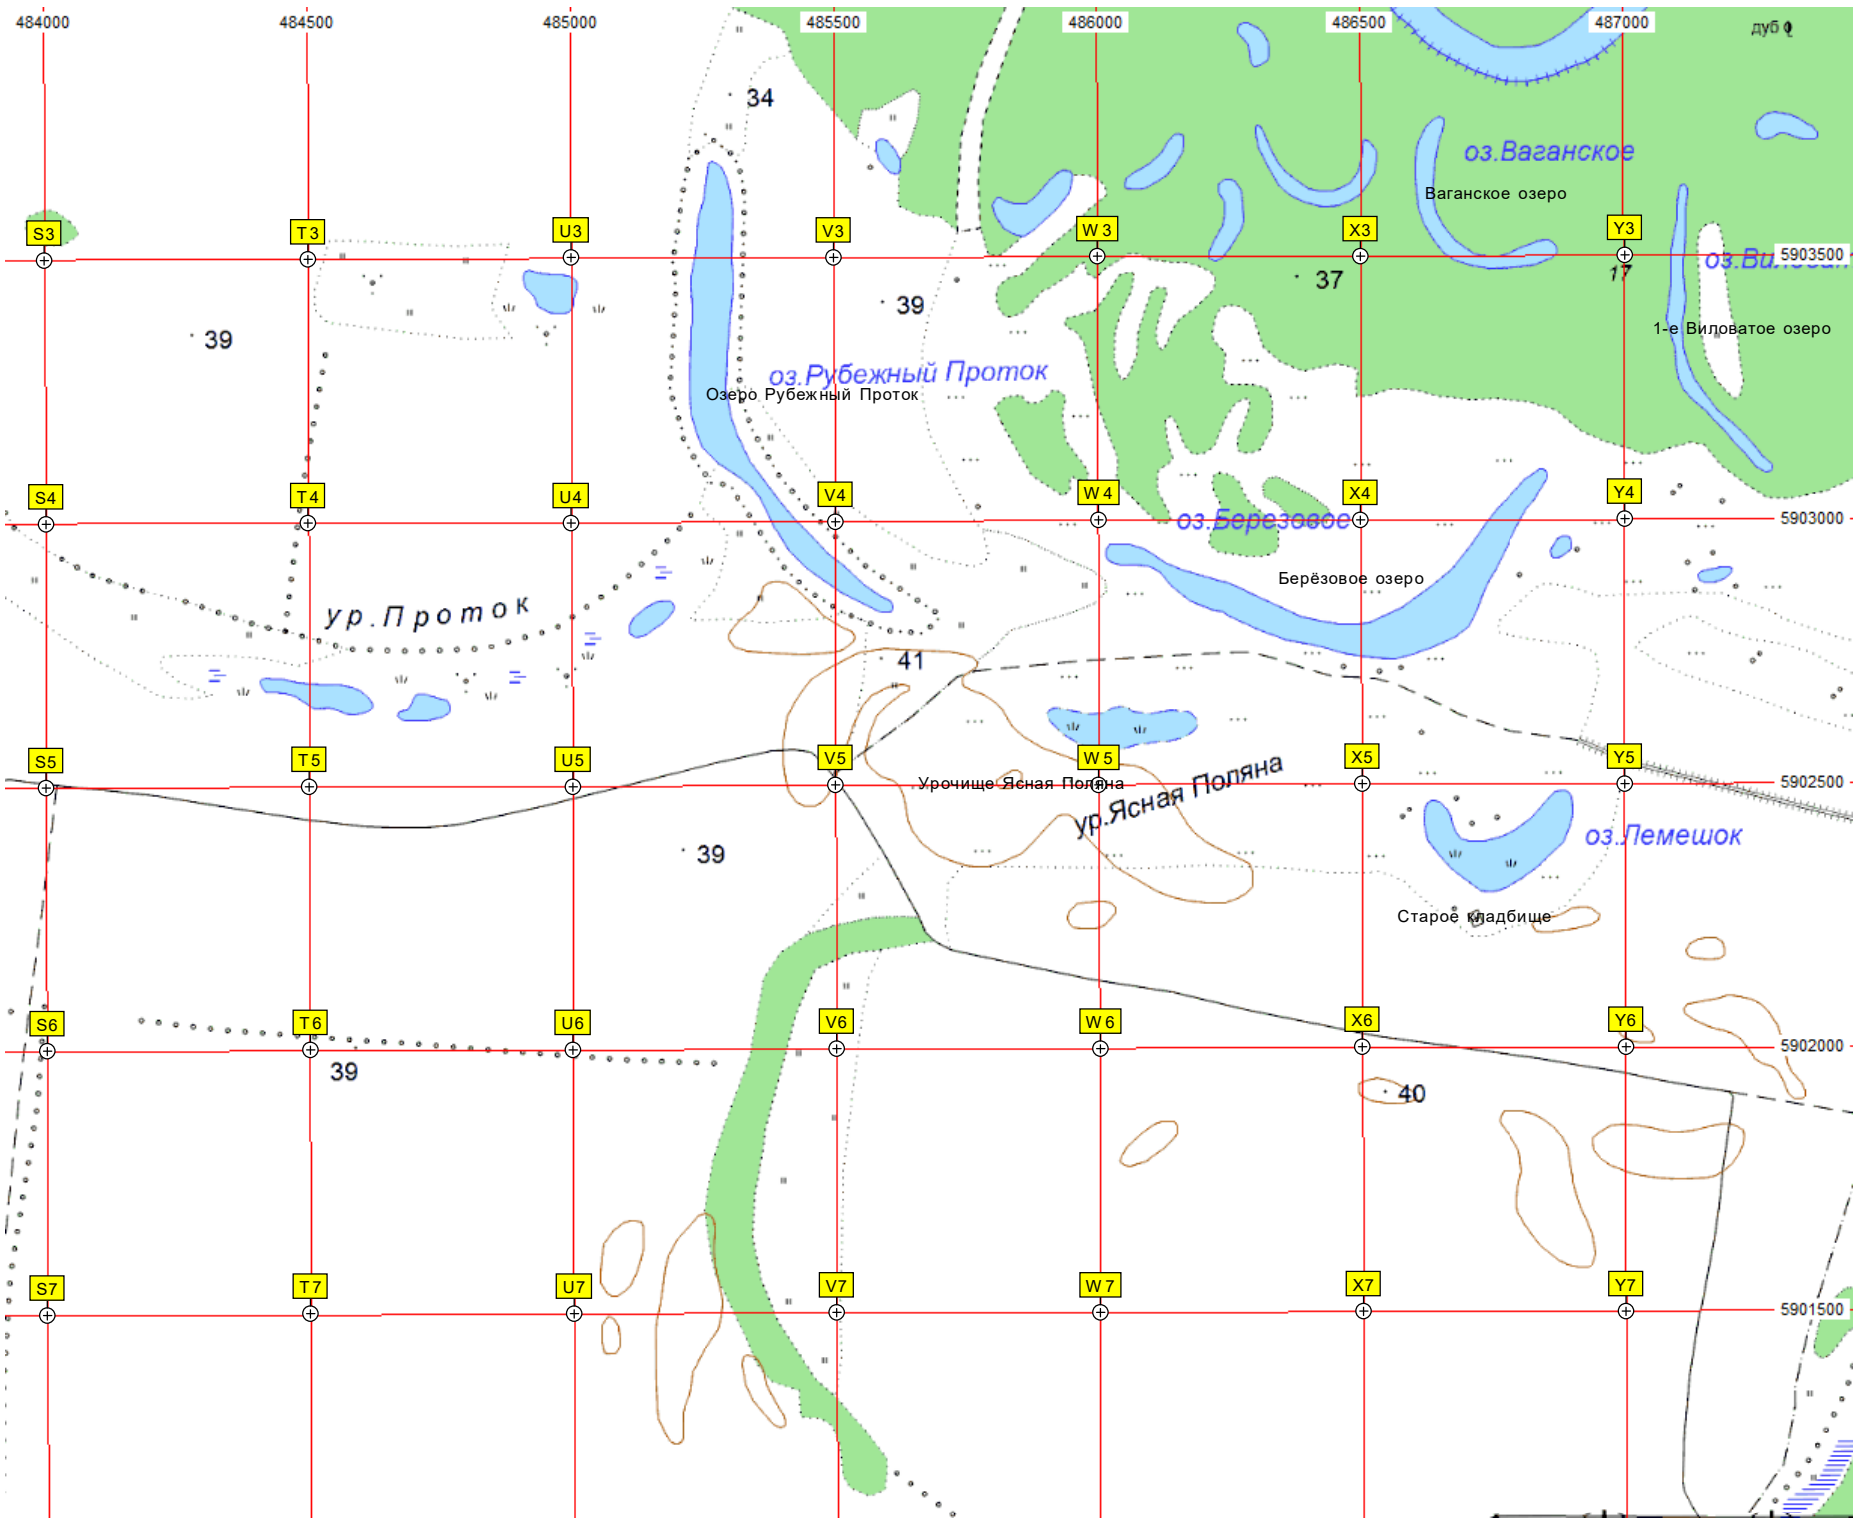 484000 484500 485000 485500 486000 486500 487000
дуб
34
оз.Ваганское
Ваганское озеро
S3 T3 U3 V3 W3 X3 Y3
5903500
17
37
39
39
1-е Виловатое озеро
оз.Рубежный Проток
Озеро Рубежный Проток
S4 T4 U4 V4 W4 X4 Y4
5903000
оз.Березовое
Берёзовое озеро
ур.Проток
41
S5 T5 U5 V5 W5 X5 Y5
5902500
Урочище Ясная Поляна
ур.Ясная Поляна
оз.Лемешок
39
Старое кладбище
S6 T6 U6 V6 W6 X6 Y6
5902000
39
40
S7 T7 U7 V7 W7 X7 Y7
5901500